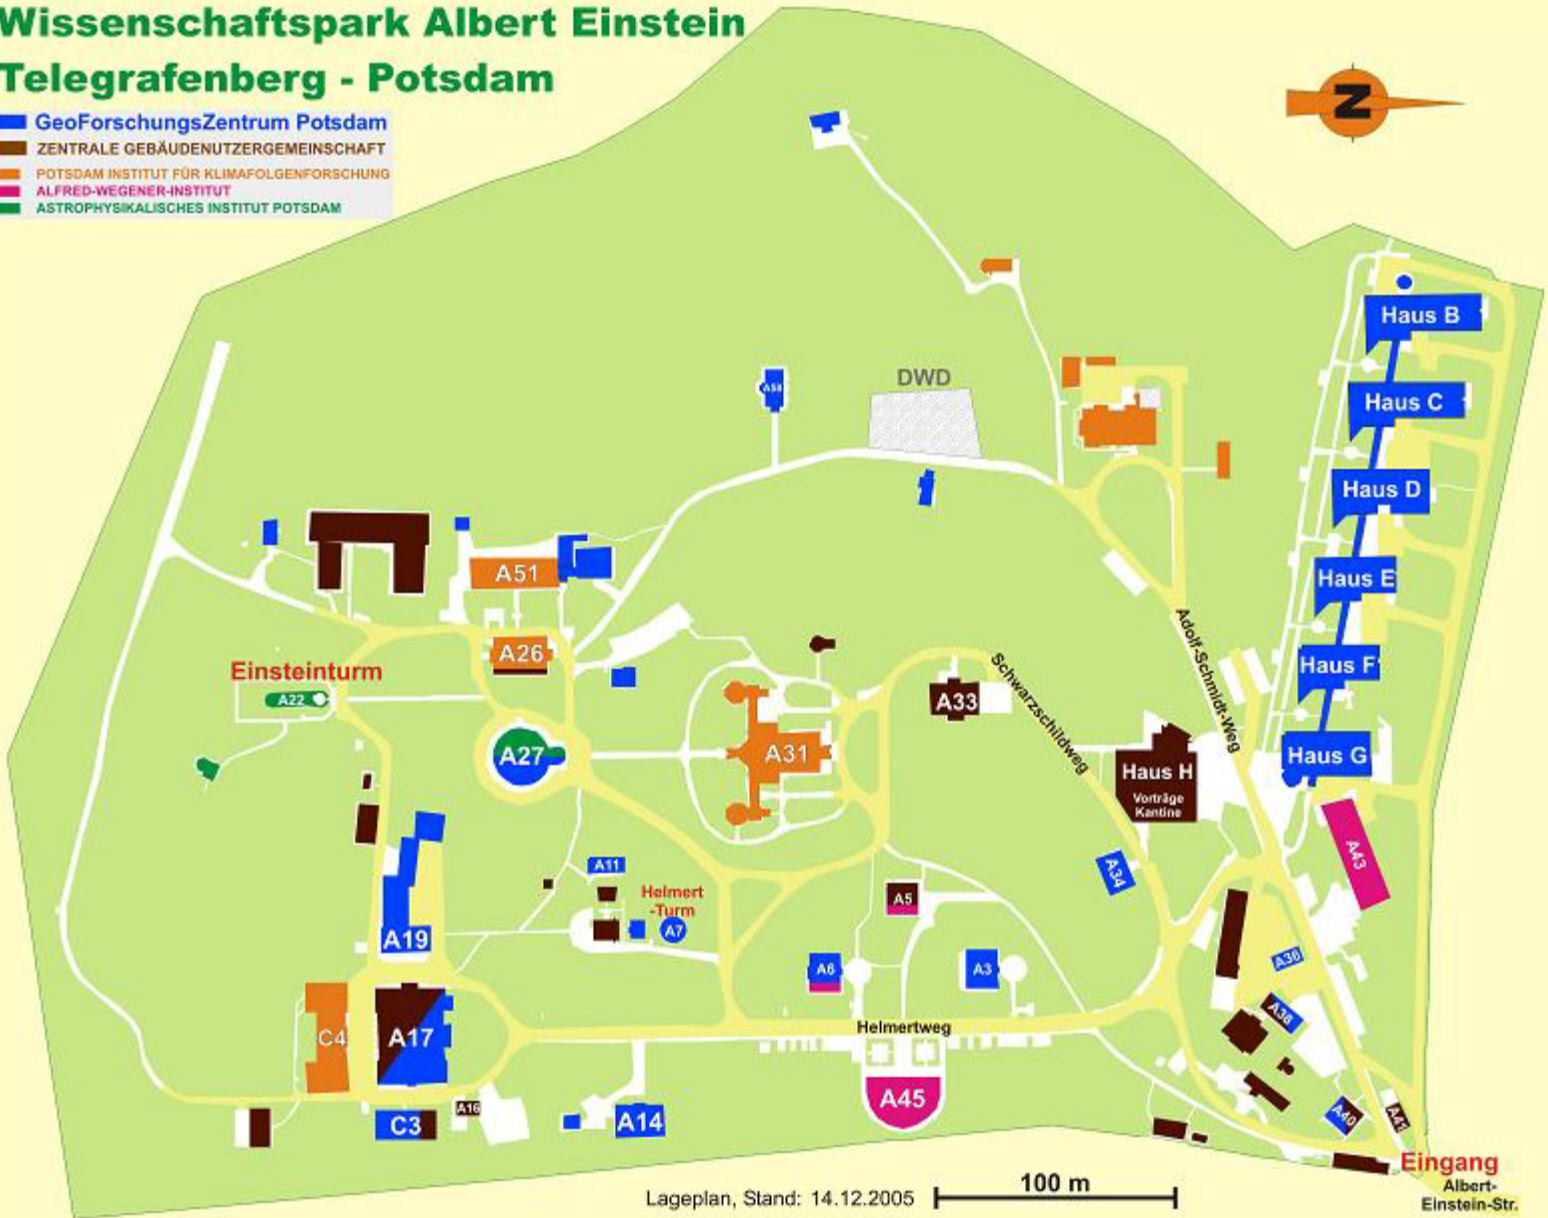 Wissenschaftspark Albert Einstein
Telegrafenberg - Potsdam
GeoForschungsZentrum Potsdam
ZENTRALE GEBÄUDENUTZERGEMEINSCHAFT
POTSDAM INSTITUT FÜR KLIMAFOLGENFORSCHUNG
ALFRED-WEGENER-INSTITUT
ASTROPHYSIKALISCHES INSTITUT POTSDAM
N
Haus B
DWD
A58
Haus C
Haus D
A51
Haus E
A26
Haus F
Einsteinturm
A22
A33
Schwarzschildweg
Adolf-Schmidt-Weg
A27
A31
Haus G
Haus H
Vorträge
Kantine
A43
A11
A34
Helmert
-Turm
A7
A5
A19
A6
A3
A36
A38
C4
A17
Helmertweg
A45
A16
C3
A14
A40
A41
Eingang
Albert-
Einstein-Str.
100 m
Lageplan, Stand: 14.12.2005